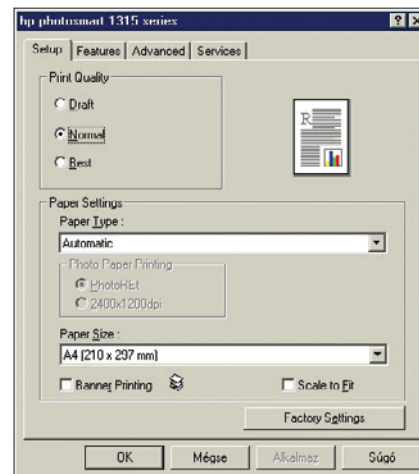 hp photosmart 1315 series
Setup Features Advanced Services
Print Quality
Draft
Normal
Best
R
Paper Settings
Paper Type :
Automatic
Photo Paper Printing
PhotoREt
2400x1200dpi
Paper Size :
A4 (210 x 297 mm)
Banner Printing Scale to Fit
Factory Settings
OK Mégse Alkalmaz Súgó